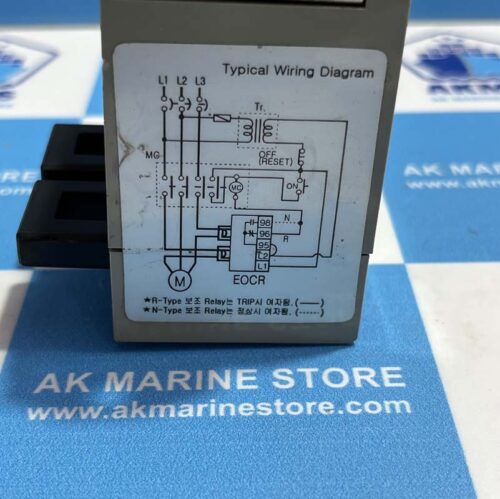 Typical Wiring Diagram
L1 L2 L3
Tr.
OFF
(RESET)
MC
MC
ON
98
N
96
R
95
L2
L1
M
EOCR
★R-Type 보조 Relay는 TRIP시 여자됨. (——)
★N-Type 보조 Relay는 정상시 여자됨. (------)
AK MARINE STORE
www.akmarinestore.com